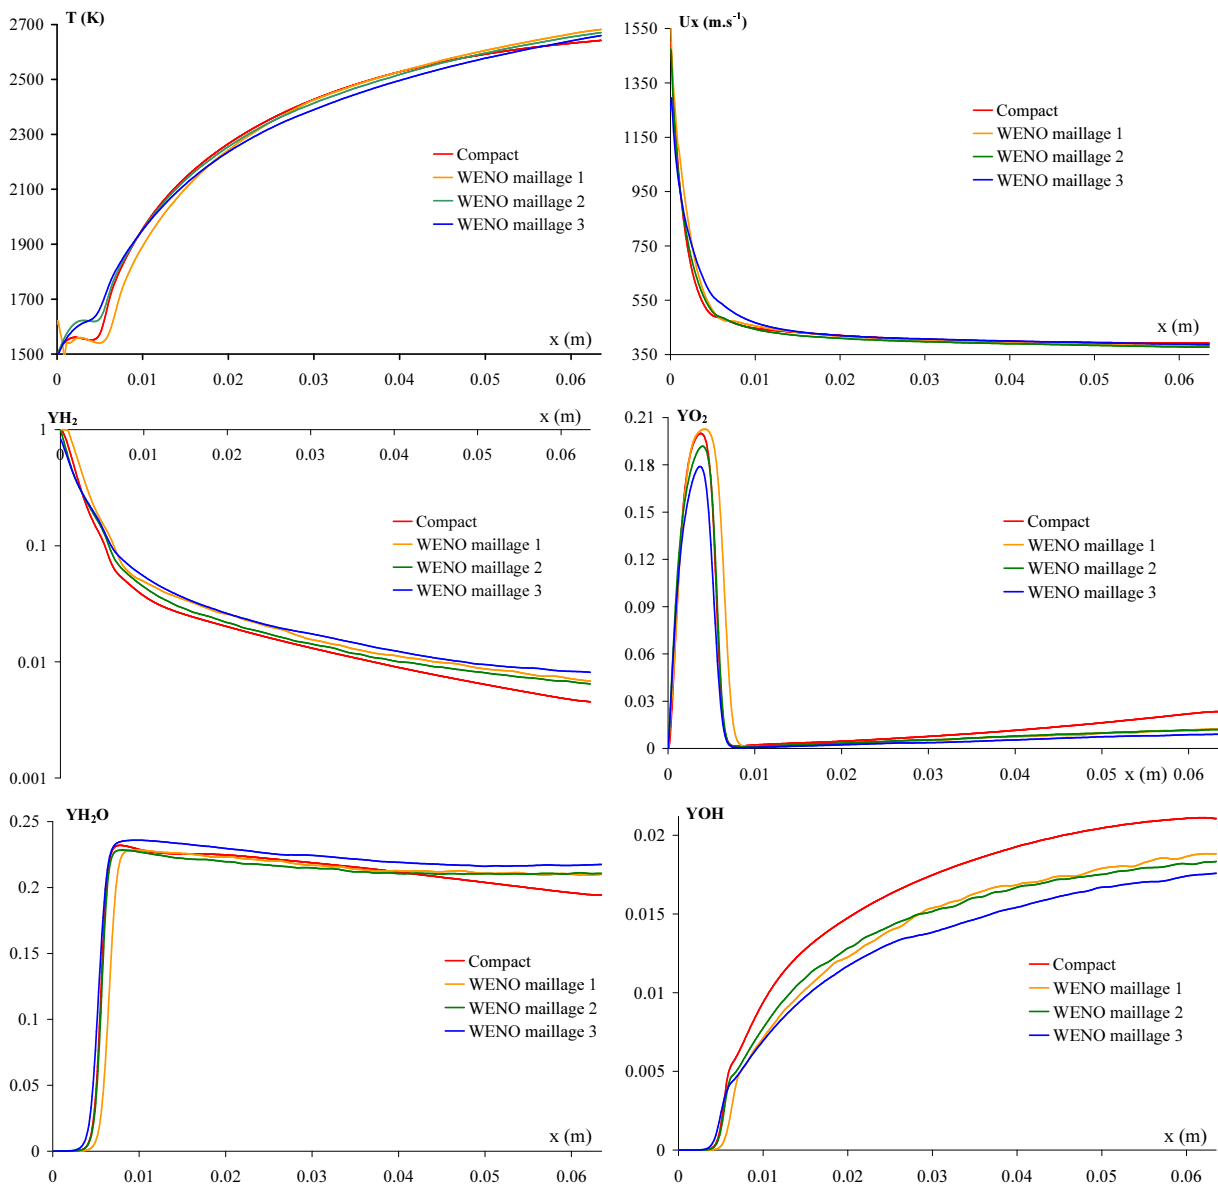 T (K)
2700
2500
2300
2100
1900
1700
1500
0
0.01
0.02
0.03
0.04
0.05
0.06
x (m)
Compact
WENO maillage 1
WENO maillage 2
WENO maillage 3
Ux (m.s⁻¹)
1550
1350
1150
950
750
550
350
0
0.01
0.02
0.03
0.04
0.05
0.06
x (m)
Compact
WENO maillage 1
WENO maillage 2
WENO maillage 3
YH₂
x (m)
1
0.1
0.01
0.001
0
0.01
0.02
0.03
0.04
0.05
0.06
Compact
WENO maillage 1
WENO maillage 2
WENO maillage 3
YO₂
0.21
0.18
0.15
0.12
0.09
0.06
0.03
0
0
0.01
0.02
0.03
0.04
0.05
x (m)
0.06
Compact
WENO maillage 1
WENO maillage 2
WENO maillage 3
YH₂O
0.25
0.2
0.15
0.1
0.05
0
0
0.01
0.02
0.03
0.04
0.05
0.06
x (m)
Compact
WENO maillage 1
WENO maillage 2
WENO maillage 3
YOH
0.02
0.015
0.01
0.005
0
0
0.01
0.02
0.03
0.04
0.05
0.06
x (m)
Compact
WENO maillage 1
WENO maillage 2
WENO maillage 3